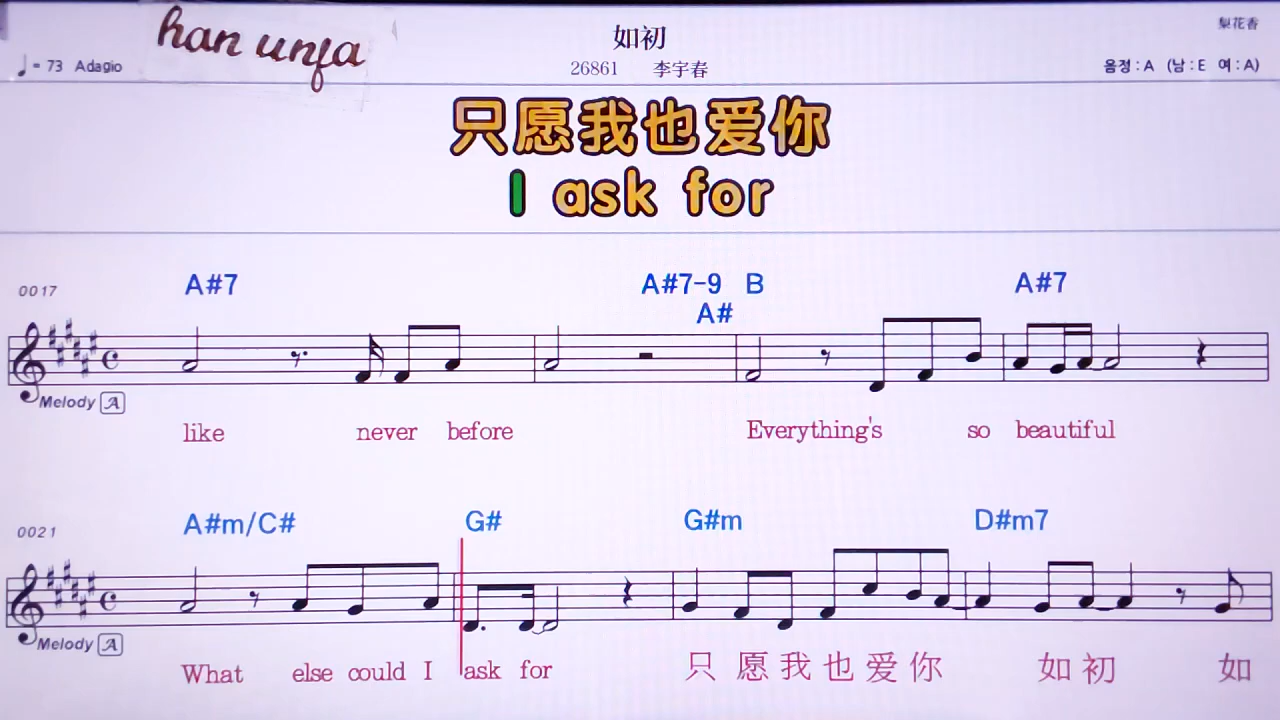 han unfa
如初
梨花香
♩= 73 Adagio
26861 李宇春
음정 : A (남 : E 여 : A)
只愿我也爱你
I ask for
0017
A#7 A#7-9 B A#7
A#
Melody A
like never before Everything's so beautiful
0021
A#m/C# G# G#m D#m7
Melody A
What else could I ask for 只愿我也爱你 如初 如